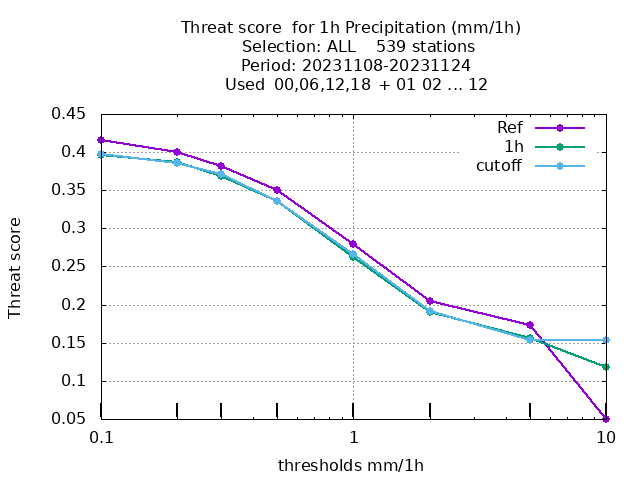 Threat score  for 1h Precipitation (mm/1h)
Selection: ALL    539 stations
Period: 20231108-20231124
Used  00,06,12,18  + 01 02 ... 12
Ref
1h
cutoff
0.45
0.4
0.35
0.3
0.25
0.2
0.15
0.1
0.05
Threat score
0.1
1
10
thresholds mm/1h